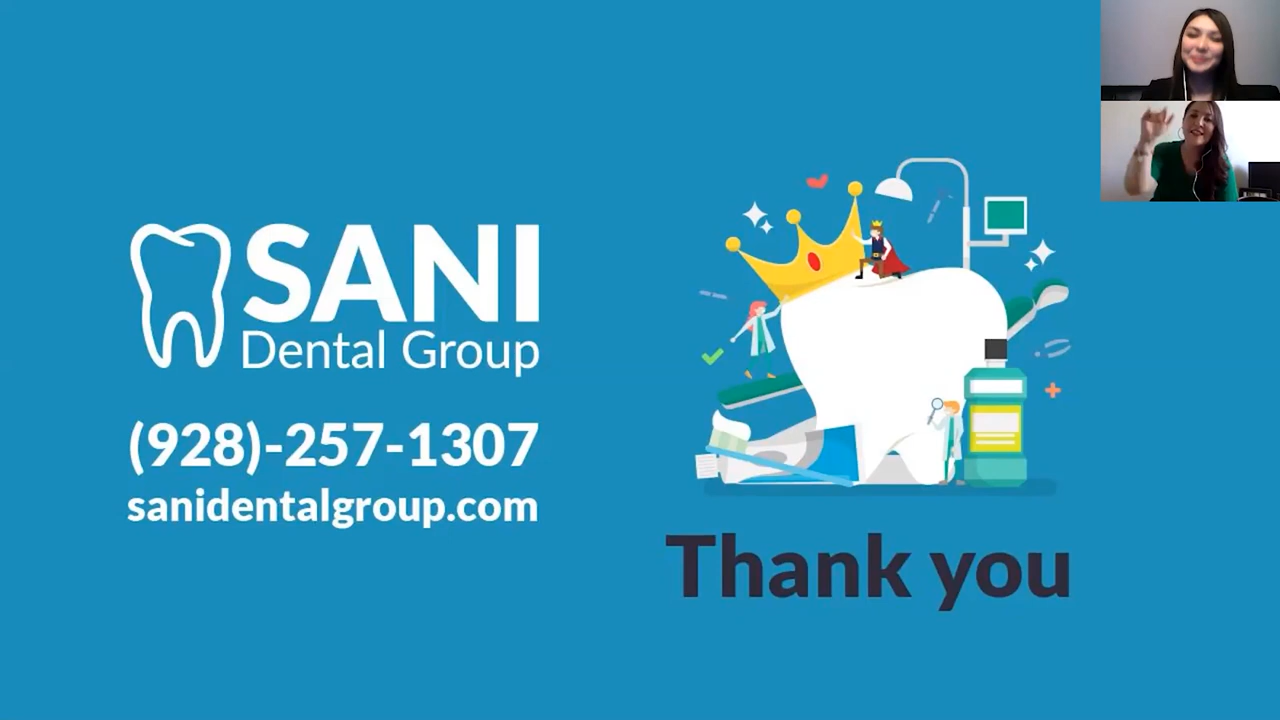 SANI
Dental Group
(928)-257-1307
sanidentalgroup.com
Thank you